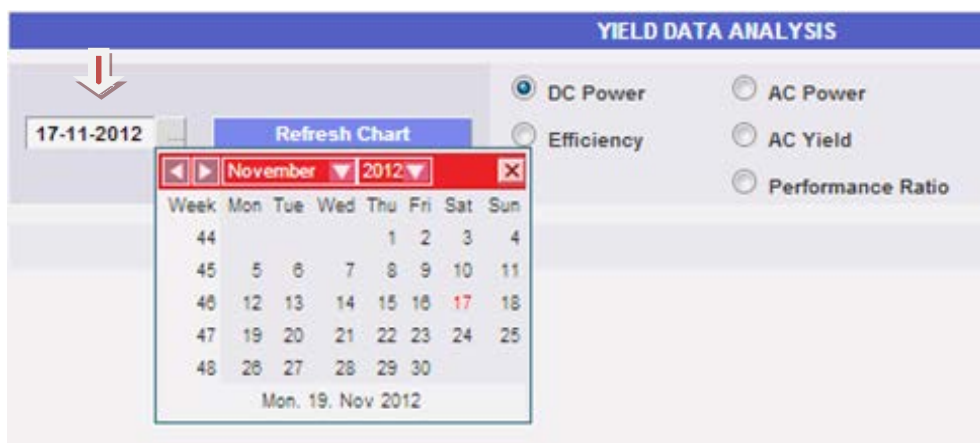 YIELD DATA ANALYSIS
DC Power AC Power
17-11-2012 ... Refresh Chart Efficiency AC Yield
Performance Ratio
November 2012
Week Mon Tue Wed Thu Fri Sat Sun
44 1 2 3 4
45 5 6 7 8 9 10 11
46 12 13 14 15 16 17 18
47 19 20 21 22 23 24 25
48 26 27 28 29 30
Mon. 19. Nov 2012